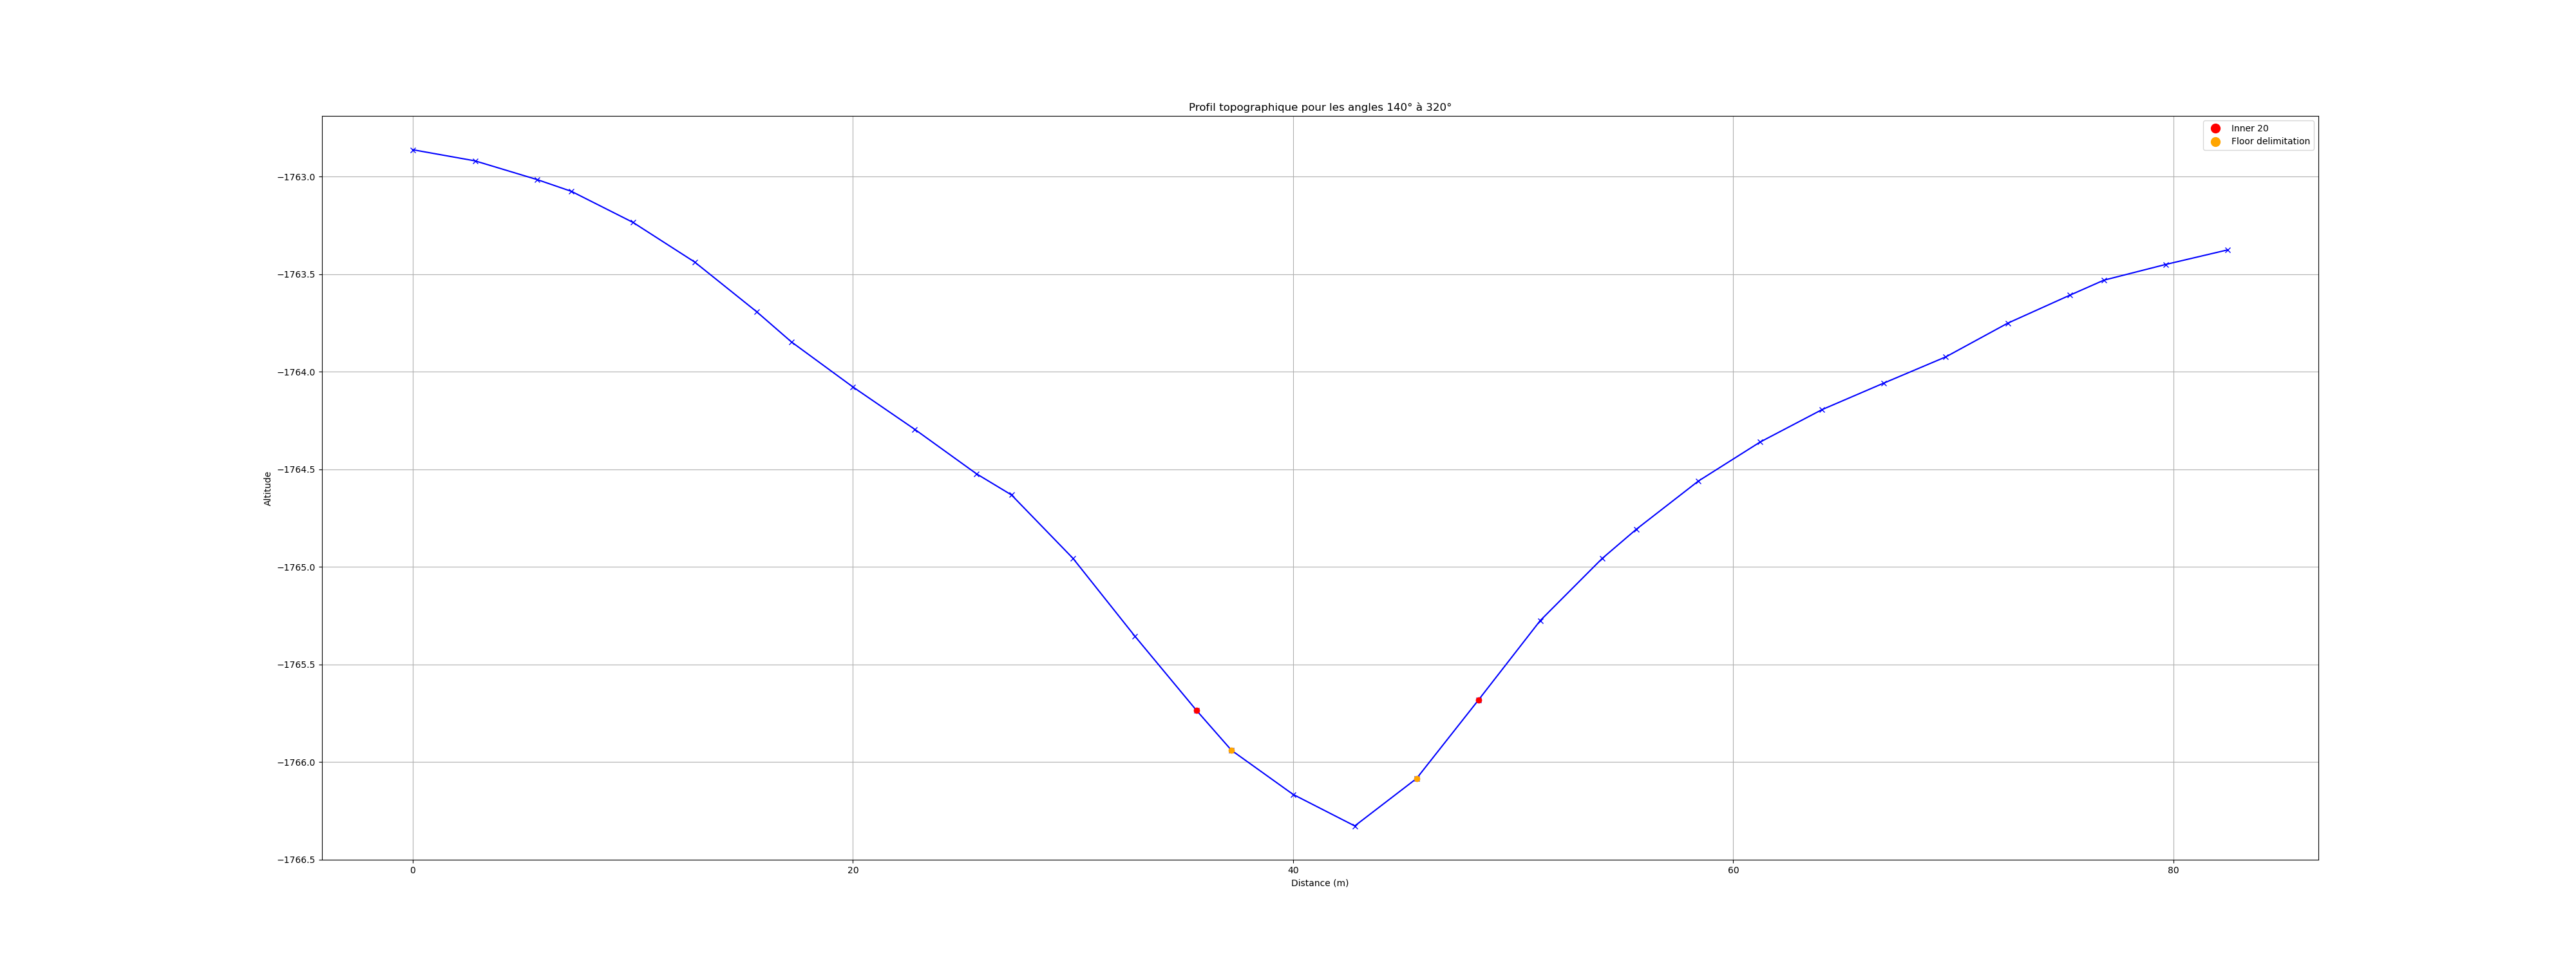 Profil topographique pour les angles 140° à 320°
Inner 20
Floor delimitation
−1763.0
−1763.5
−1764.0
−1764.5
−1765.0
−1765.5
−1766.0
−1766.5
Altitude
0 20 40 60 80
Distance (m)